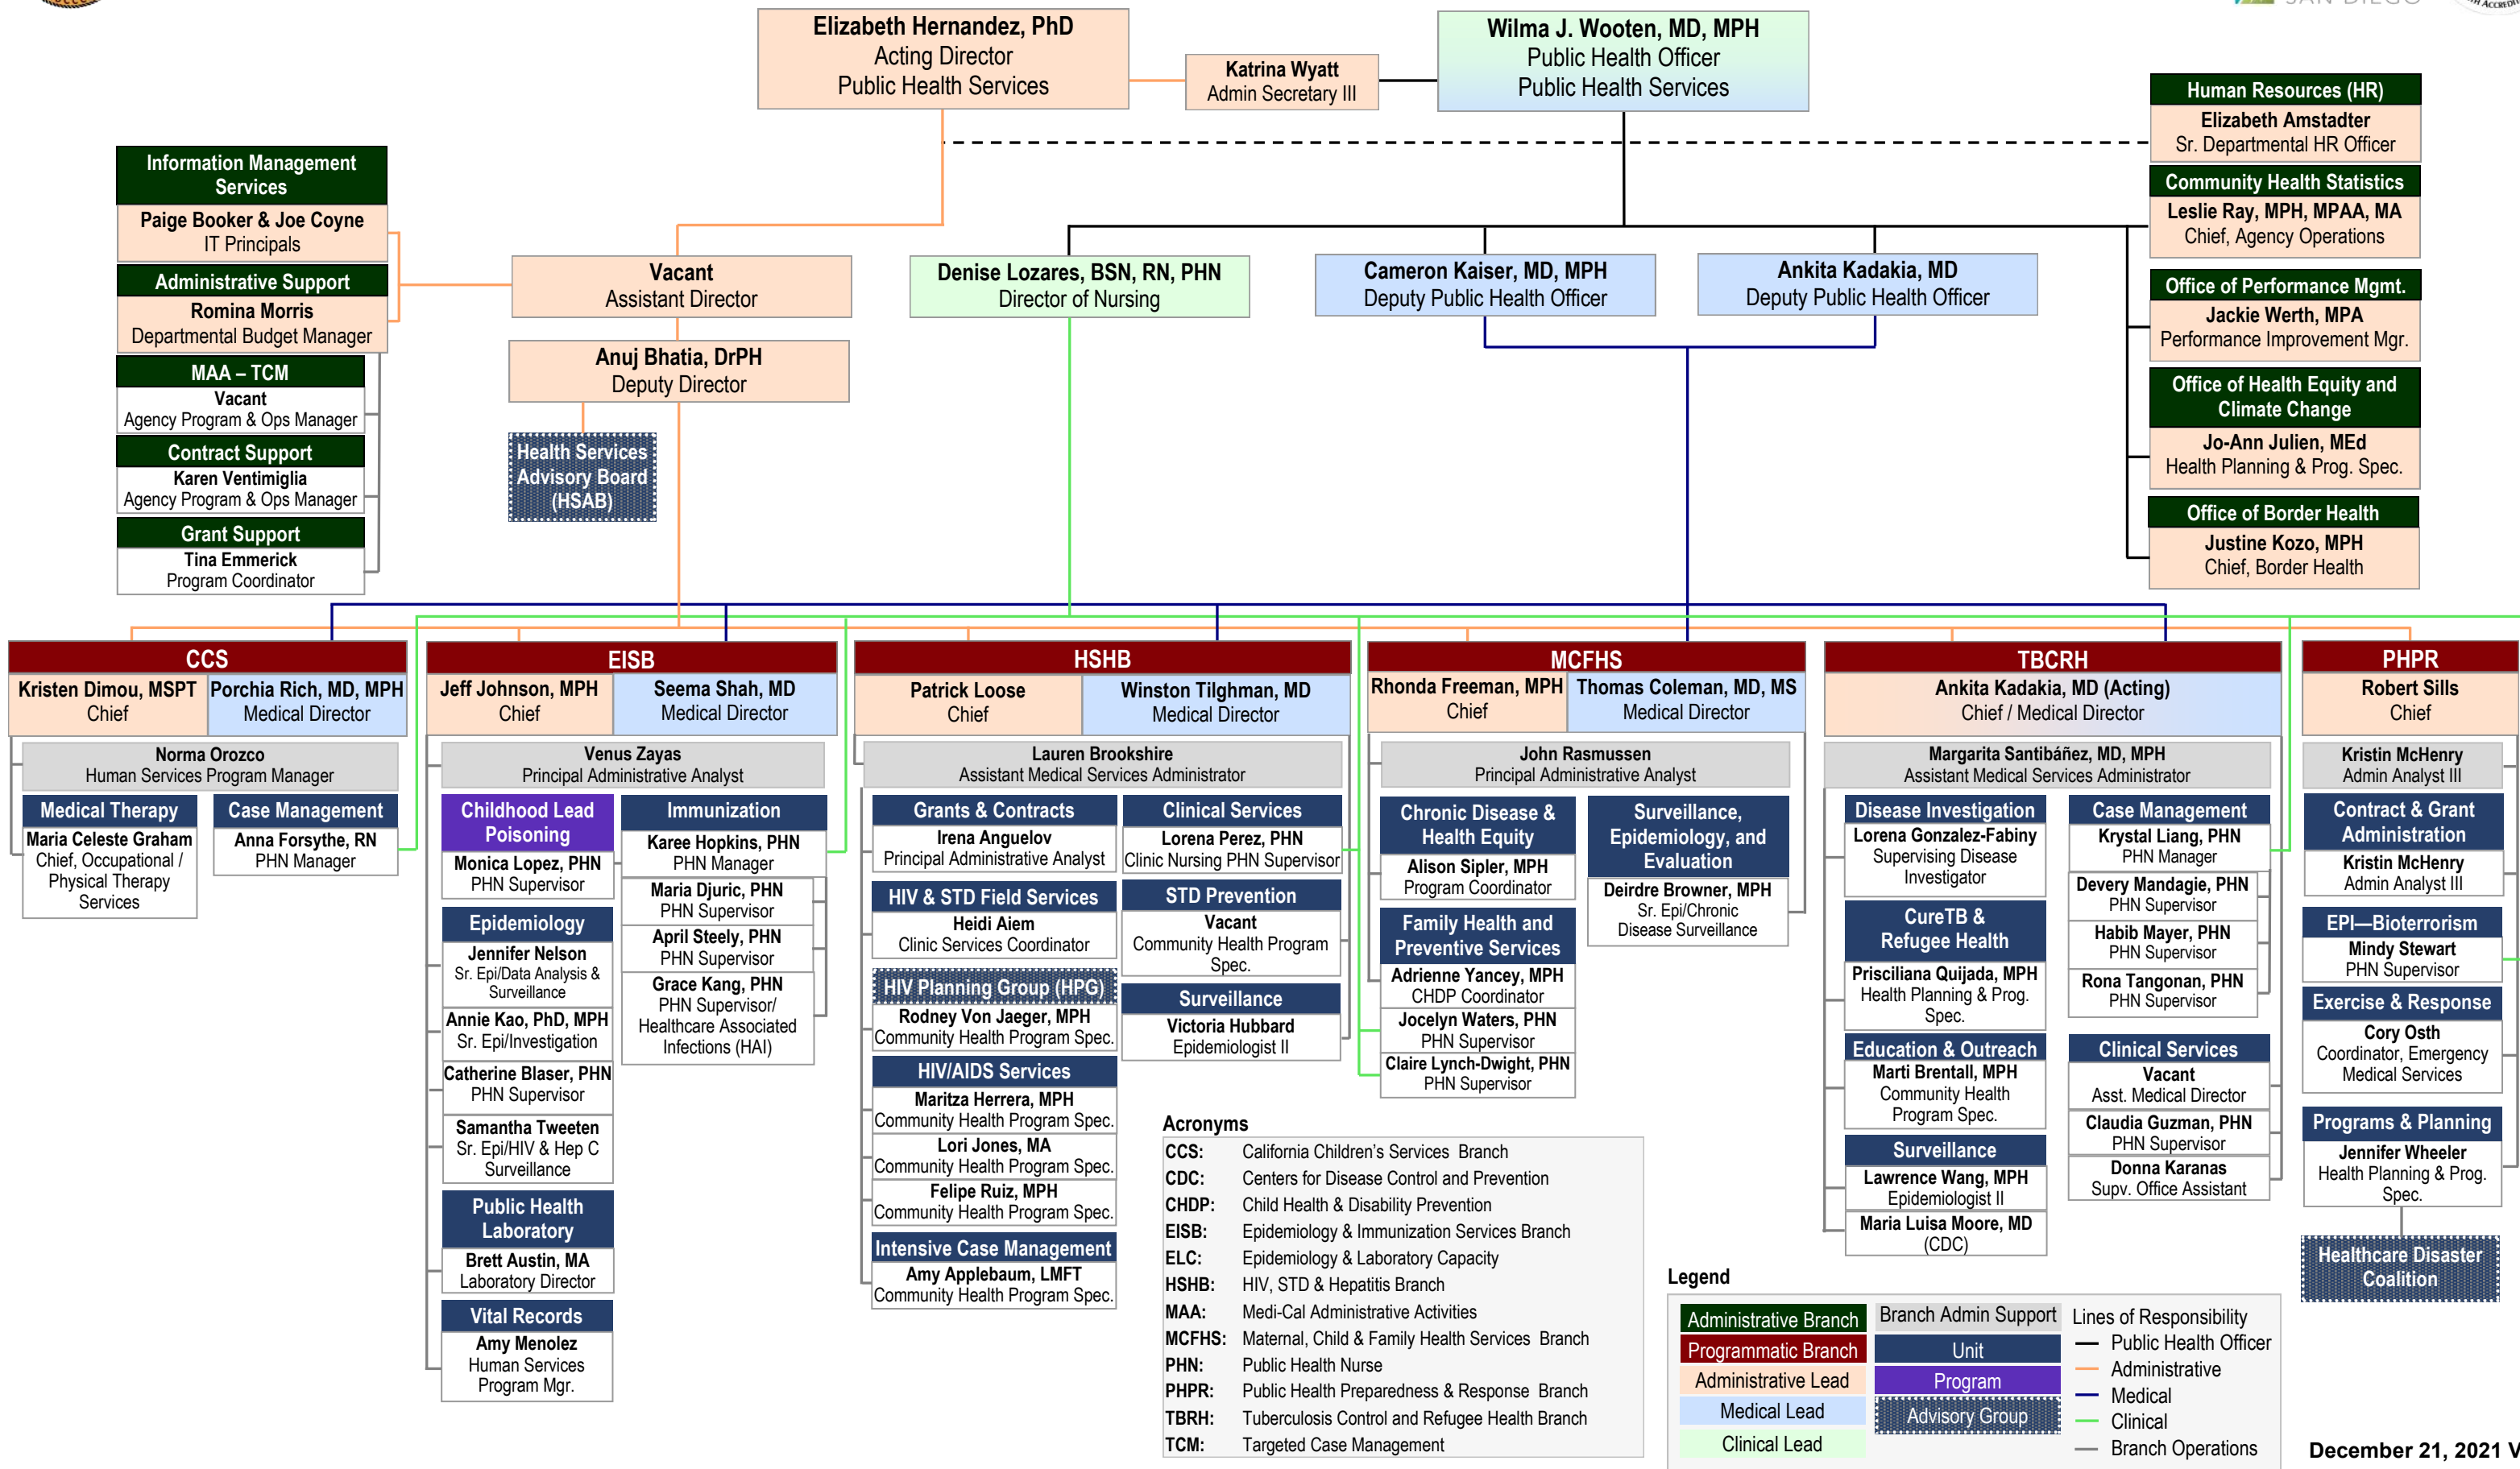 SAN DIEGO
Elizabeth Hernandez, PhD
Acting Director
Public Health Services
Katrina Wyatt
Admin Secretary III
Wilma J. Wooten, MD, MPH
Public Health Officer
Public Health Services
Human Resources (HR)
Elizabeth Amstadter
Sr. Departmental HR Officer
Community Health Statistics
Leslie Ray, MPH, MPAA, MA
Chief, Agency Operations
Office of Performance Mgmt.
Jackie Werth, MPA
Performance Improvement Mgr.
Office of Health Equity and
Climate Change
Jo-Ann Julien, MEd
Health Planning & Prog. Spec.
Office of Border Health
Justine Kozo, MPH
Chief, Border Health
Information Management
Services
Paige Booker & Joe Coyne
IT Principals
Administrative Support
Romina Morris
Departmental Budget Manager
MAA – TCM
Vacant
Agency Program & Ops Manager
Contract Support
Karen Ventimiglia
Agency Program & Ops Manager
Grant Support
Tina Emmerick
Program Coordinator
Vacant
Assistant Director
Anuj Bhatia, DrPH
Deputy Director
Health Services
Advisory Board
(HSAB)
Denise Lozares, BSN, RN, PHN
Director of Nursing
Cameron Kaiser, MD, MPH
Deputy Public Health Officer
Ankita Kadakia, MD
Deputy Public Health Officer
CCS
Kristen Dimou, MSPT
Chief
Porchia Rich, MD, MPH
Medical Director
Norma Orozco
Human Services Program Manager
Medical Therapy
Maria Celeste Graham
Chief, Occupational /
Physical Therapy
Services
Case Management
Anna Forsythe, RN
PHN Manager
EISB
Jeff Johnson, MPH
Chief
Seema Shah, MD
Medical Director
Venus Zayas
Principal Administrative Analyst
Childhood Lead
Poisoning
Monica Lopez, PHN
PHN Supervisor
Epidemiology
Jennifer Nelson
Sr. Epi/Data Analysis &
Surveillance
Annie Kao, PhD, MPH
Sr. Epi/Investigation
Catherine Blaser, PHN
PHN Supervisor
Samantha Tweeten
Sr. Epi/HIV & Hep C
Surveillance
Public Health
Laboratory
Brett Austin, MA
Laboratory Director
Vital Records
Amy Menolez
Human Services
Program Mgr.
Immunization
Karee Hopkins, PHN
PHN Manager
Maria Djuric, PHN
PHN Supervisor
April Steely, PHN
PHN Supervisor
Grace Kang, PHN
PHN Supervisor/
Healthcare Associated
Infections (HAI)
HSHB
Patrick Loose
Chief
Winston Tilghman, MD
Medical Director
Lauren Brookshire
Assistant Medical Services Administrator
Grants & Contracts
Irena Anguelov
Principal Administrative Analyst
HIV & STD Field Services
Heidi Aiem
Clinic Services Coordinator
HIV Planning Group (HPG)
Rodney Von Jaeger, MPH
Community Health Program Spec.
HIV/AIDS Services
Maritza Herrera, MPH
Community Health Program Spec.
Lori Jones, MA
Community Health Program Spec.
Felipe Ruiz, MPH
Community Health Program Spec.
Intensive Case Management
Amy Applebaum, LMFT
Community Health Program Spec.
Clinical Services
Lorena Perez, PHN
Clinic Nursing PHN Supervisor
STD Prevention
Vacant
Community Health Program
Spec.
Surveillance
Victoria Hubbard
Epidemiologist II
MCFHS
Rhonda Freeman, MPH
Chief
Thomas Coleman, MD, MS
Medical Director
John Rasmussen
Principal Administrative Analyst
Chronic Disease &
Health Equity
Alison Sipler, MPH
Program Coordinator
Family Health and
Preventive Services
Adrienne Yancey, MPH
CHDP Coordinator
Jocelyn Waters, PHN
PHN Supervisor
Claire Lynch-Dwight, PHN
PHN Supervisor
Surveillance,
Epidemiology, and
Evaluation
Deirdre Browner, MPH
Sr. Epi/Chronic
Disease Surveillance
TBCRH
Ankita Kadakia, MD (Acting)
Chief / Medical Director
Margarita Santibáñez, MD, MPH
Assistant Medical Services Administrator
Disease Investigation
Lorena Gonzalez-Fabiny
Supervising Disease
Investigator
CureTB &
Refugee Health
Prisciliana Quijada, MPH
Health Planning & Prog.
Spec.
Education & Outreach
Marti Brentall, MPH
Community Health
Program Spec.
Surveillance
Lawrence Wang, MPH
Epidemiologist II
Maria Luisa Moore, MD
(CDC)
Case Management
Krystal Liang, PHN
PHN Manager
Devery Mandagie, PHN
PHN Supervisor
Habib Mayer, PHN
PHN Supervisor
Rona Tangonan, PHN
PHN Supervisor
Clinical Services
Vacant
Asst. Medical Director
Claudia Guzman, PHN
PHN Supervisor
Donna Karanas
Supv. Office Assistant
PHPR
Robert Sills
Chief
Kristin McHenry
Admin Analyst III
Contract & Grant
Administration
Kristin McHenry
Admin Analyst III
EPI—Bioterrorism
Mindy Stewart
PHN Supervisor
Exercise & Response
Cory Osth
Coordinator, Emergency
Medical Services
Programs & Planning
Jennifer Wheeler
Health Planning & Prog.
Spec.
Healthcare Disaster
Coalition
Acronyms
CCS: California Children's Services Branch
CDC: Centers for Disease Control and Prevention
CHDP: Child Health & Disability Prevention
EISB: Epidemiology & Immunization Services Branch
ELC: Epidemiology & Laboratory Capacity
HSHB: HIV, STD & Hepatitis Branch
MAA: Medi-Cal Administrative Activities
MCFHS: Maternal, Child & Family Health Services Branch
PHN: Public Health Nurse
PHPR: Public Health Preparedness & Response Branch
TBRH: Tuberculosis Control and Refugee Health Branch
TCM: Targeted Case Management
Legend
Administrative Branch
Programmatic Branch
Administrative Lead
Medical Lead
Clinical Lead
Branch Admin Support
Unit
Program
Advisory Group
Lines of Responsibility
Public Health Officer
Administrative
Medical
Clinical
Branch Operations
December 21, 2021 V